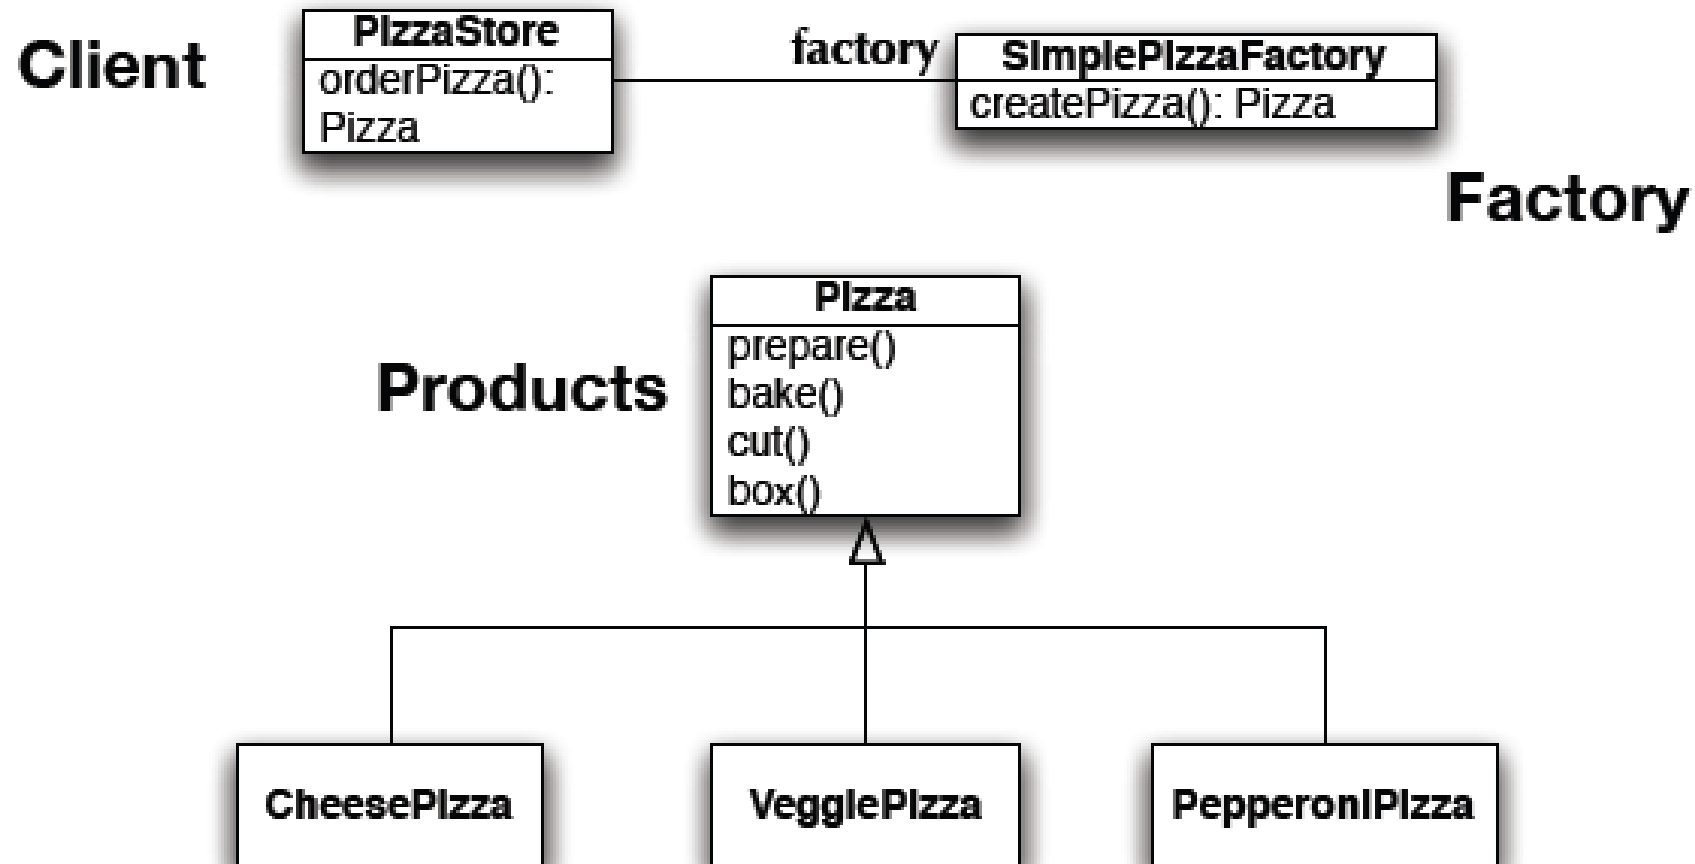 Client
PizzaStore
orderPizza():
Pizza
factory
SimplePizzaFactory
createPizza(): Pizza
Factory
Products
Pizza
prepare()
bake()
cut()
box()
CheesePizza
VeggiePizza
PepperoniPizza